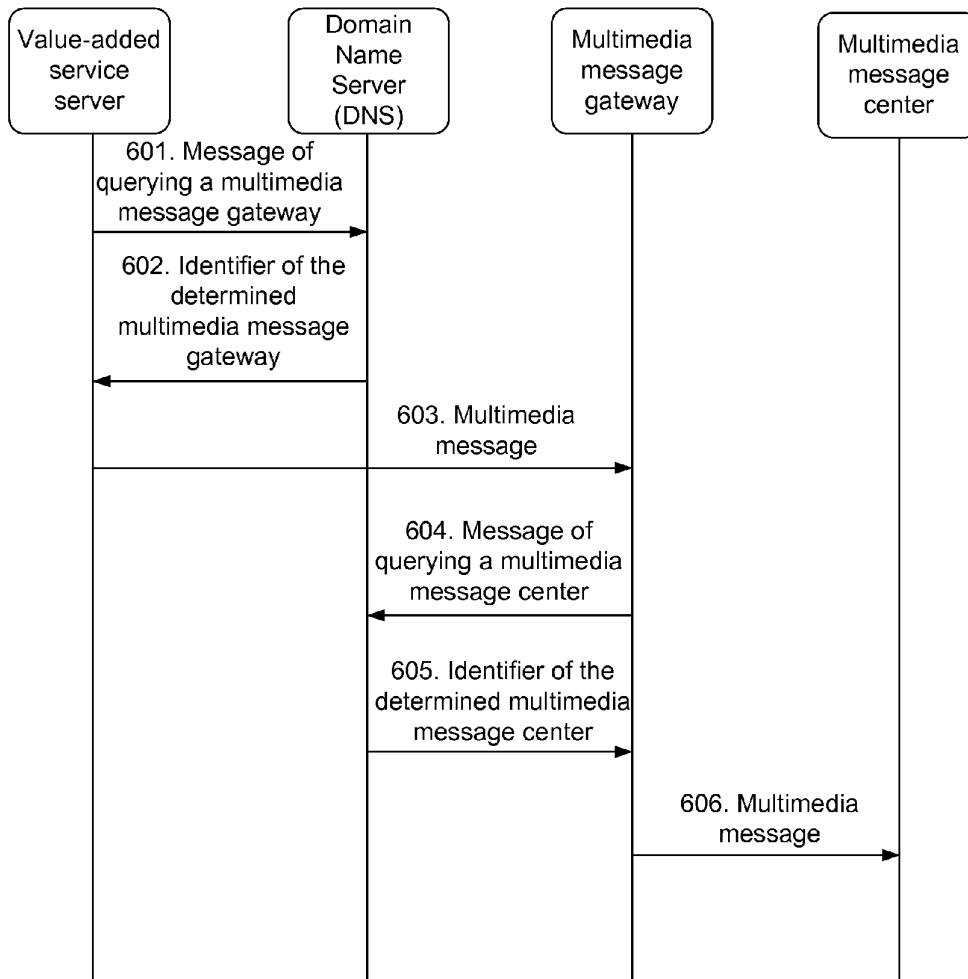 Value-added
service
server
Domain
Name
Server
(DNS)
Multimedia
message
gateway
Multimedia
message
center
601. Message of
querying a multimedia
message gateway
602. Identifier of the
determined
multimedia message
gateway
603. Multimedia
message
604. Message of
querying a multimedia
message center
605. Identifier of the
determined multimedia
message center
606. Multimedia
message